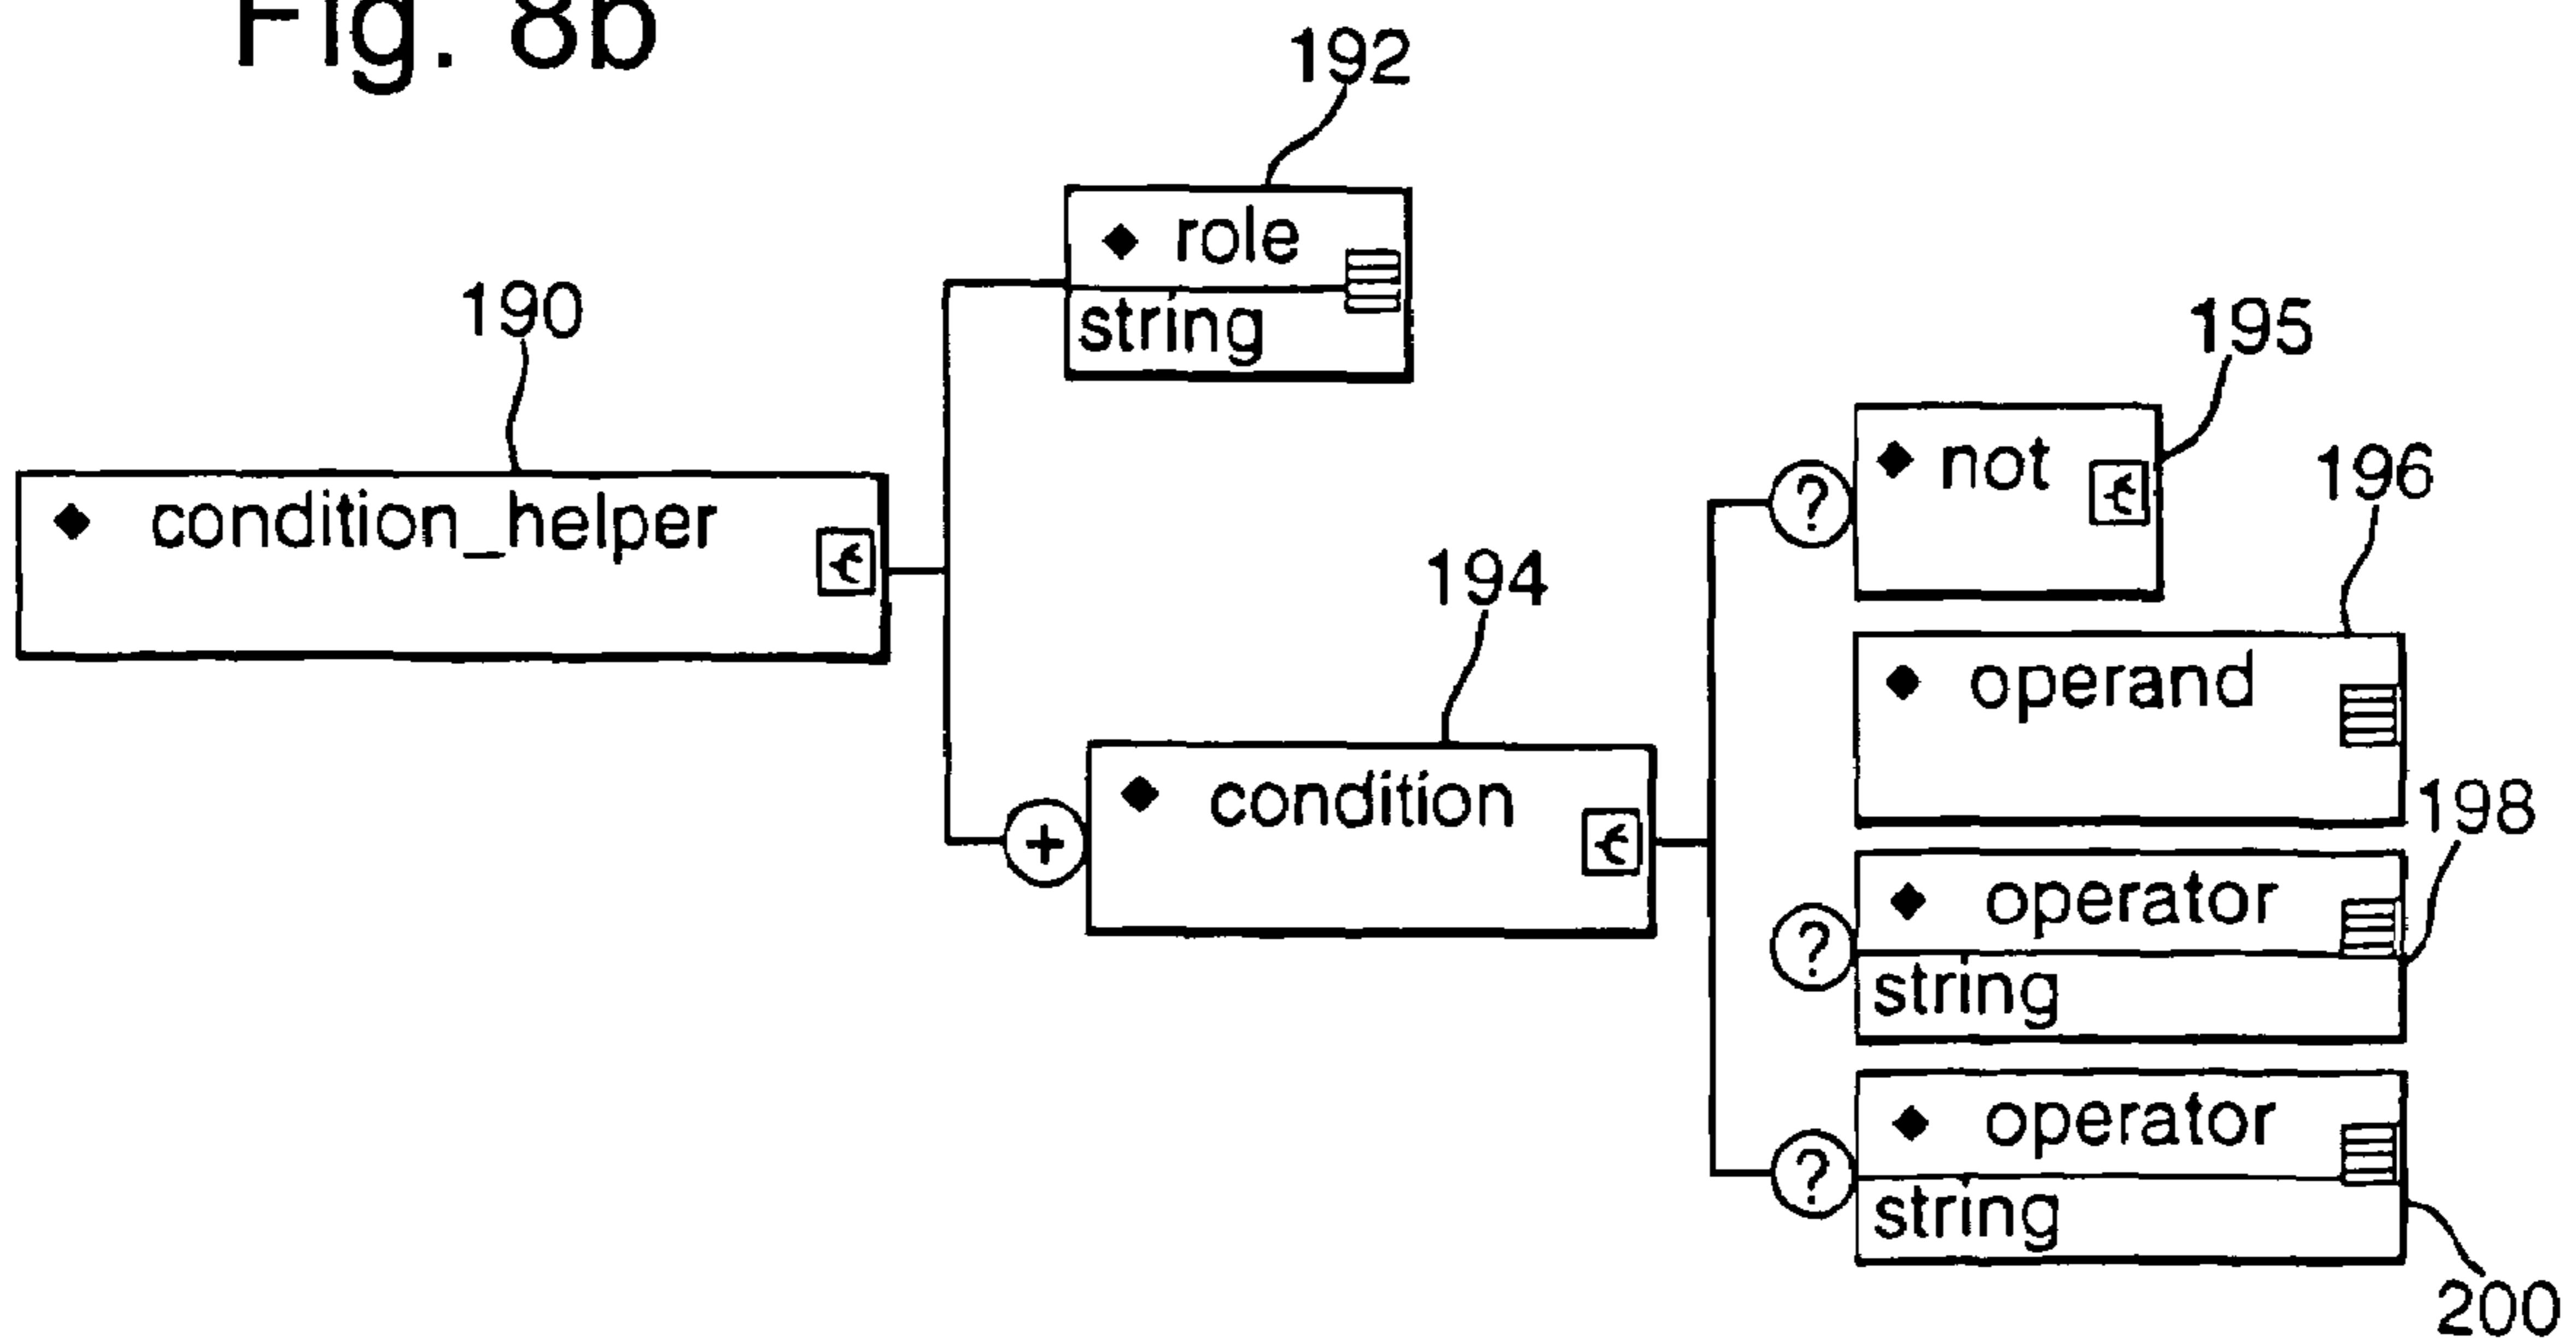 Fig. 8b
192
role
string
190
condition_helper
195
not
196
operand
194
+ condition
198
? operator
string
? operator
string
200
?